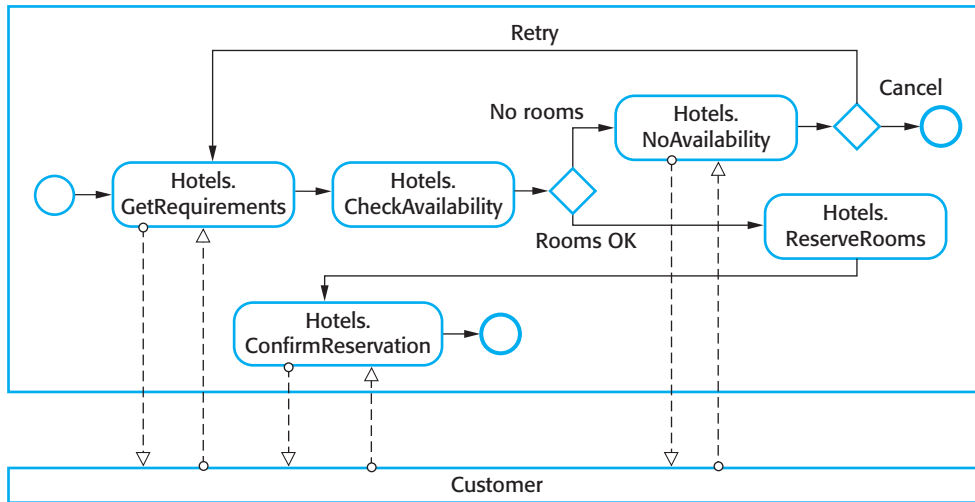 Retry
Cancel
No rooms
Hotels.
NoAvailability
Hotels.
GetRequirements
Hotels.
CheckAvailability
Hotels.
ReserveRooms
Rooms OK
Hotels.
ConfirmReservation
Customer